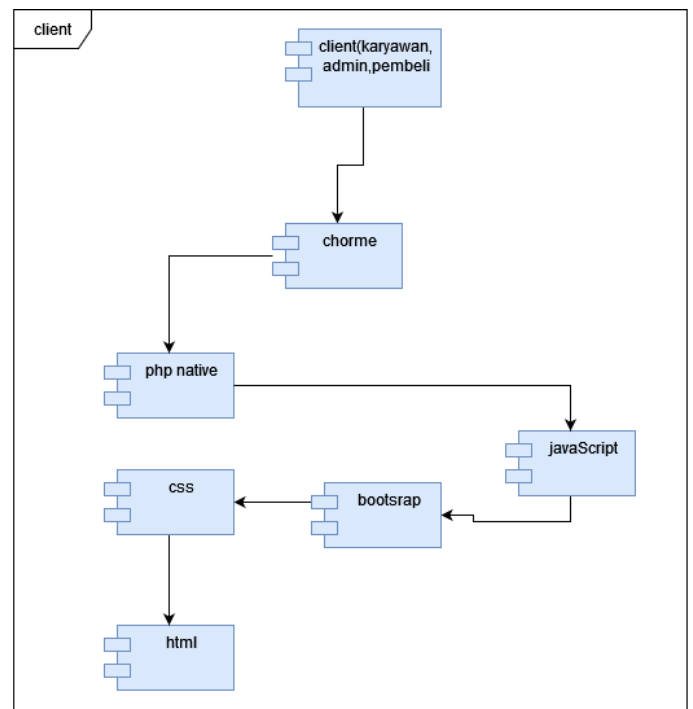 client
client(karyawan,
admin,pembeli
chorme
php native
javaScript
bootsrap
css
html